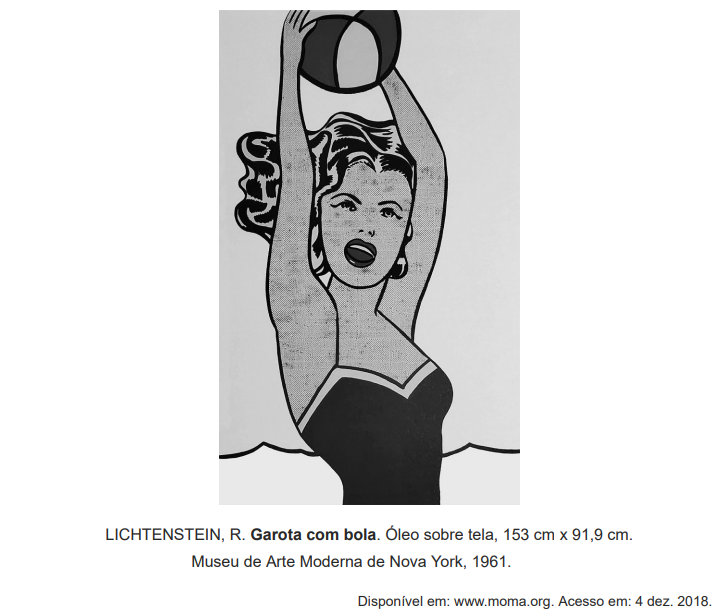 LICHTENSTEIN, R. Garota com bola. Óleo sobre tela, 153 cm x 91,9 cm.
Museu de Arte Moderna de Nova York, 1961.
Disponível em: www.moma.org. Acesso em: 4 dez. 2018.